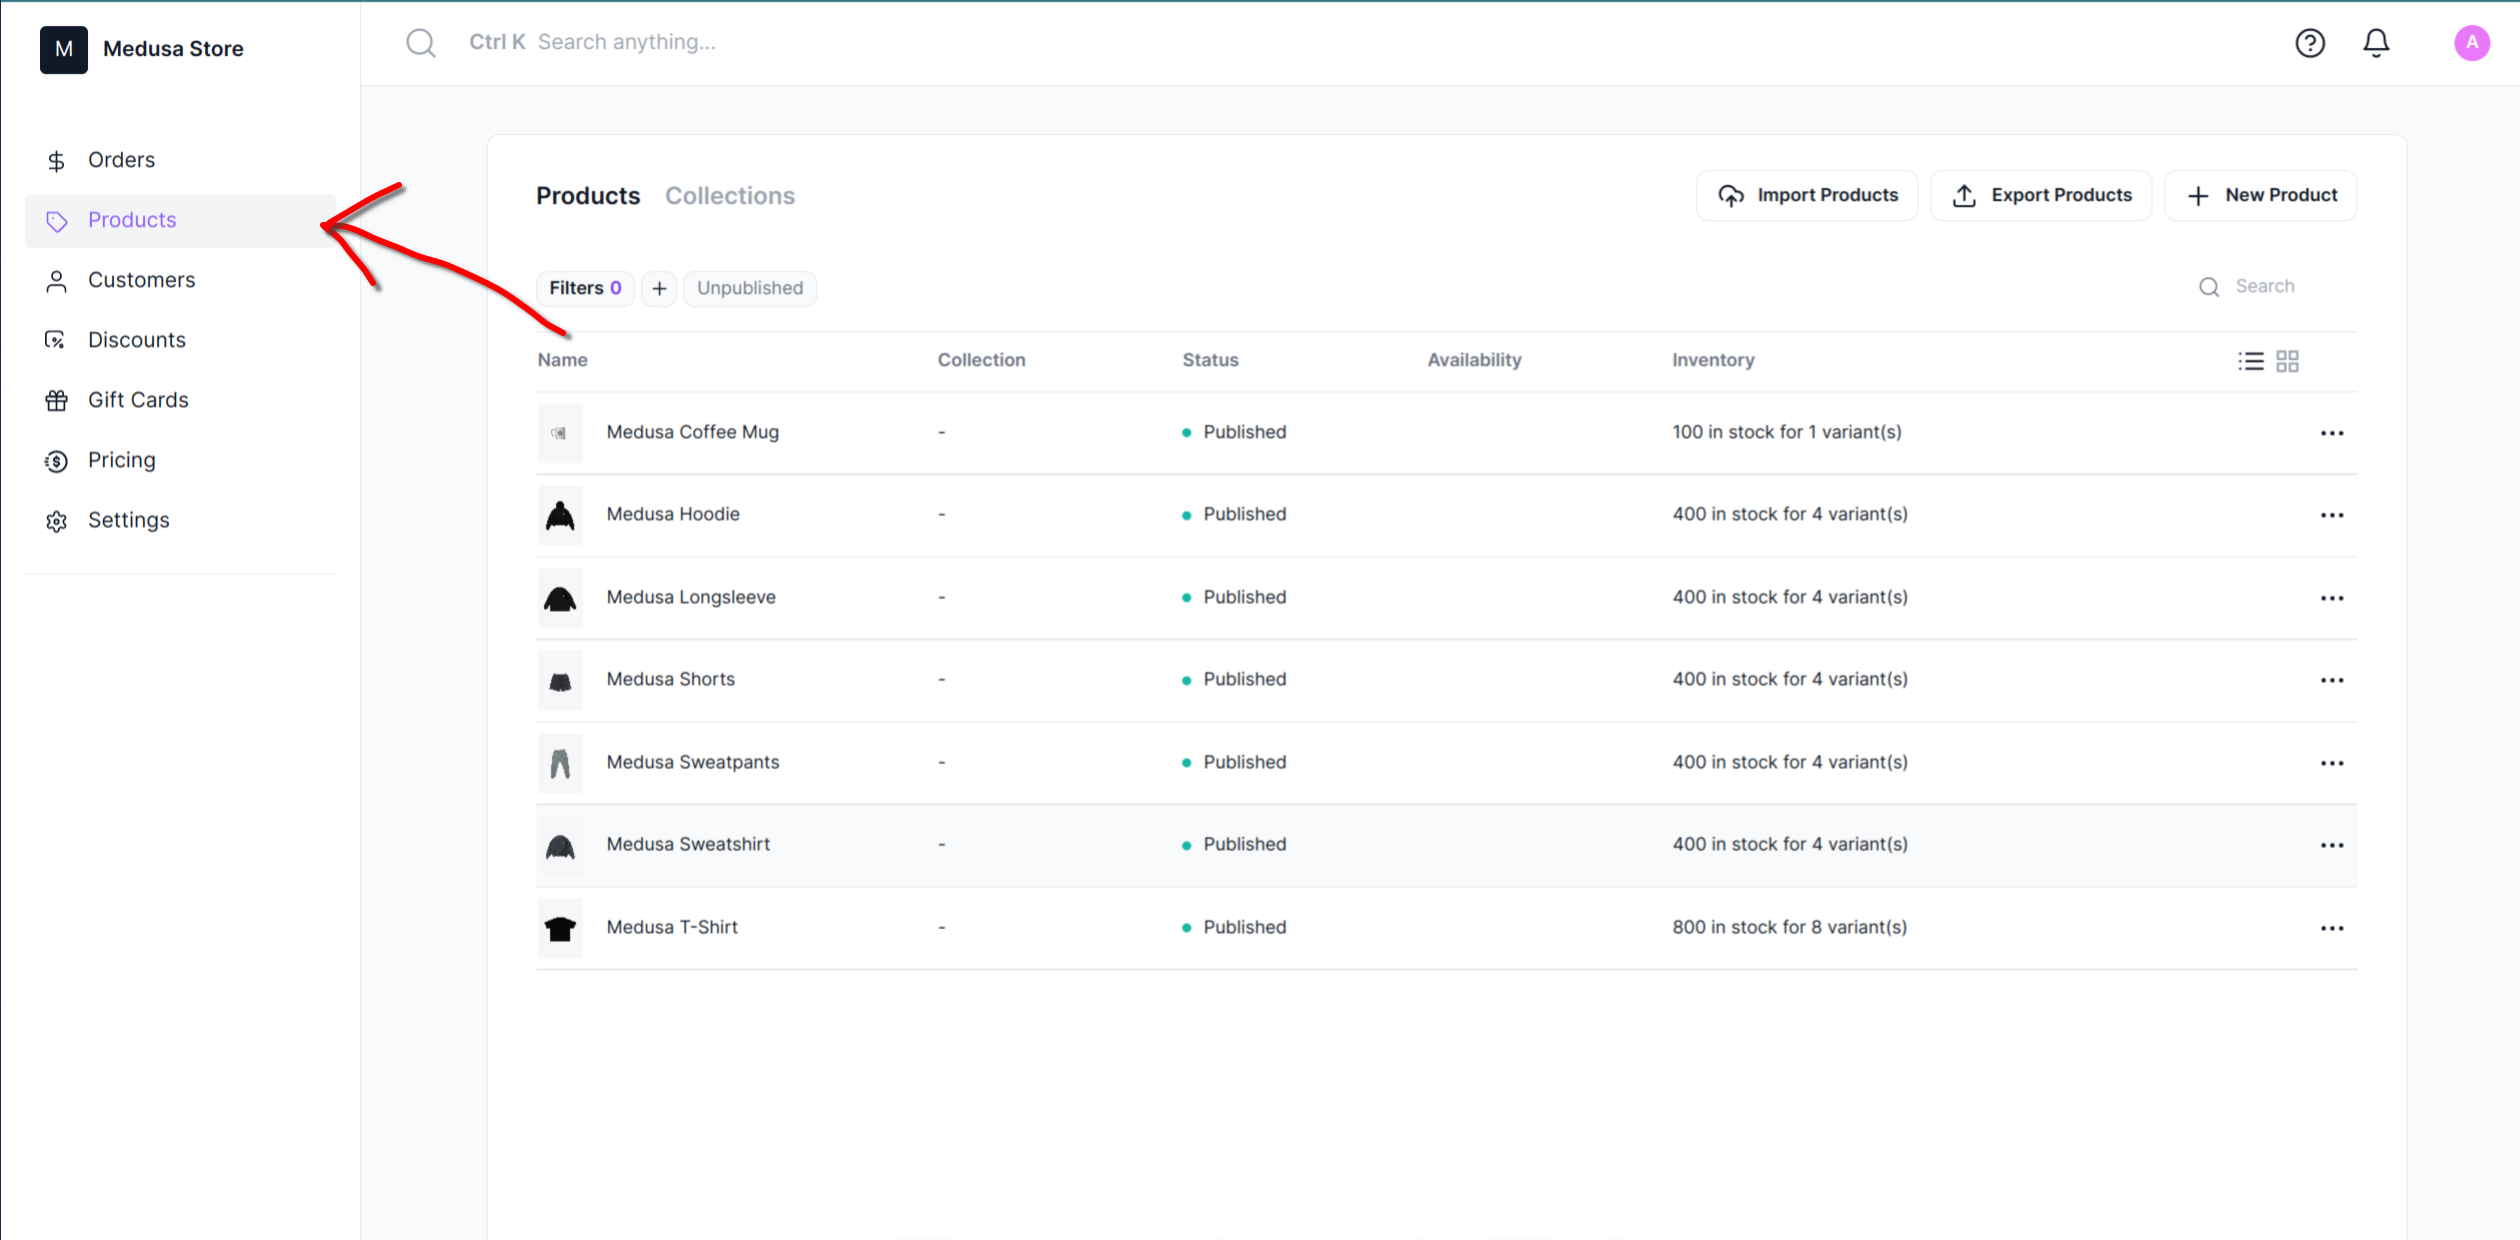 M Medusa Store
Ctrl K Search anything...
A
Orders
Products
Customers
Discounts
Gift Cards
Pricing
Settings
Products Collections
Import Products Export Products New Product
Filters 0 + Unpublished
Search
Name Collection Status Availability Inventory
Medusa Coffee Mug - Published 100 in stock for 1 variant(s)
Medusa Hoodie - Published 400 in stock for 4 variant(s)
Medusa Longsleeve - Published 400 in stock for 4 variant(s)
Medusa Shorts - Published 400 in stock for 4 variant(s)
Medusa Sweatpants - Published 400 in stock for 4 variant(s)
Medusa Sweatshirt - Published 400 in stock for 4 variant(s)
Medusa T-Shirt - Published 800 in stock for 8 variant(s)